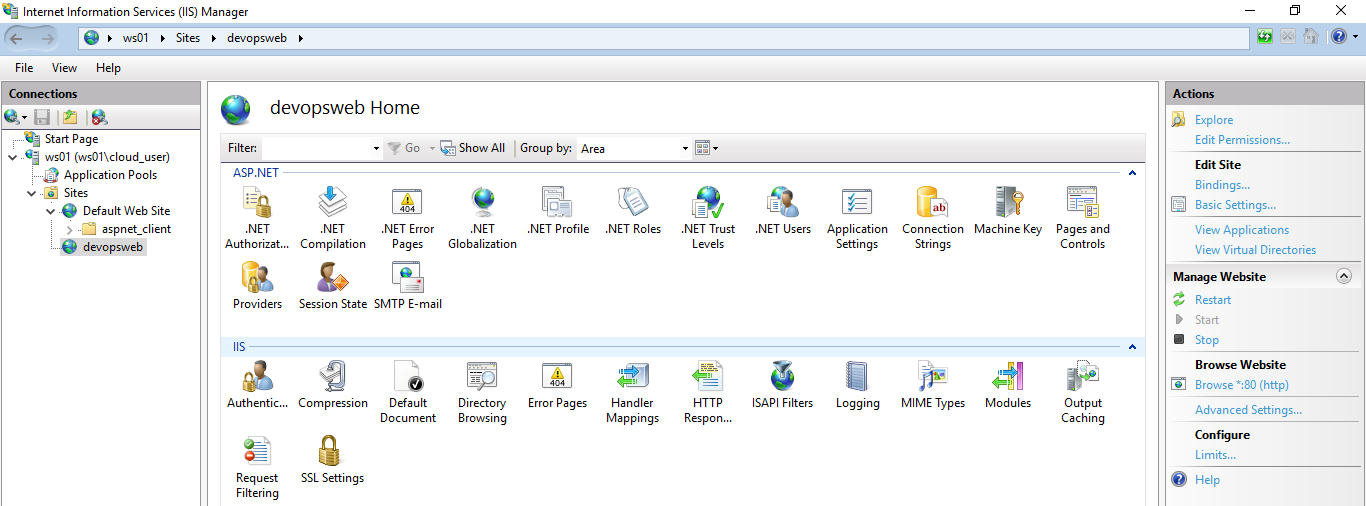 Internet Information Services (IIS) Manager
ws01 Sites devopsweb
File View Help
Connections
Start Page
ws01 (ws01\cloud_user)
Application Pools
Sites
Default Web Site
aspnet_client
devopsweb
devopsweb Home
Filter: Go Show All Group by: Area
ASP.NET
.NET Authorizat...
.NET Compilation
.NET Error Pages
.NET Globalization
.NET Profile
.NET Roles
.NET Trust Levels
.NET Users
Application Settings
Connection Strings
Machine Key
Pages and Controls
Providers
Session State
SMTP E-mail
IIS
Authentic...
Compression
Default Document
Directory Browsing
Error Pages
Handler Mappings
HTTP Respon...
ISAPI Filters
Logging
MIME Types
Modules
Output Caching
Request Filtering
SSL Settings
Actions
Explore
Edit Permissions...
Edit Site
Bindings...
Basic Settings...
View Applications
View Virtual Directories
Manage Website
Restart
Start
Stop
Browse Website
Browse *:80 (http)
Advanced Settings...
Configure
Limits...
Help